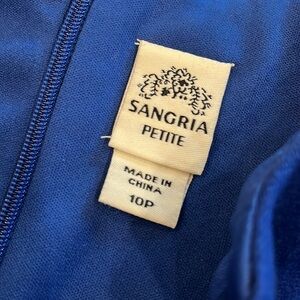 SANGRIA
PETITE
MADE IN
CHINA
10P